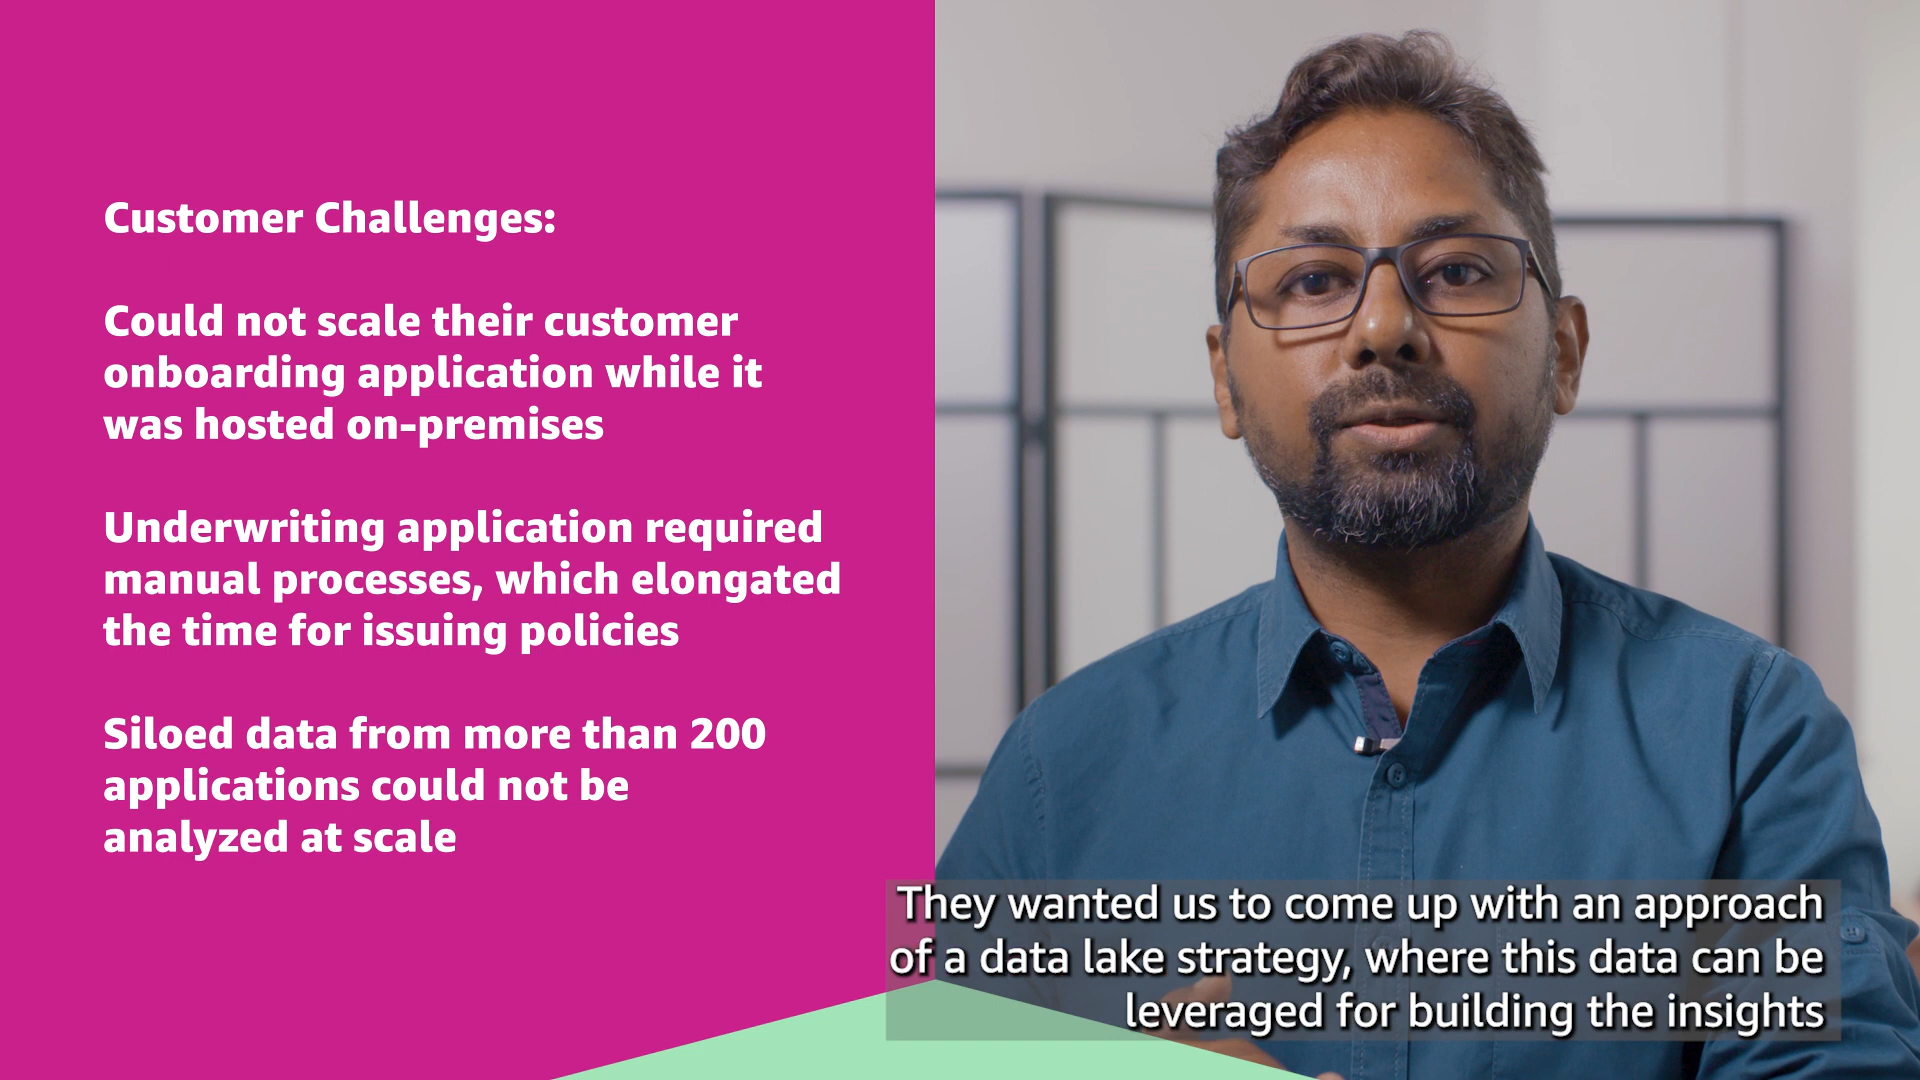 Customer Challenges:
Could not scale their customer
onboarding application while it
was hosted on-premises
Underwriting application required
manual processes, which elongated
the time for issuing policies
Siloed data from more than 200
applications could not be
analyzed at scale
They wanted us to come up with an approach
of a data lake strategy, where this data can be
leveraged for building the insights